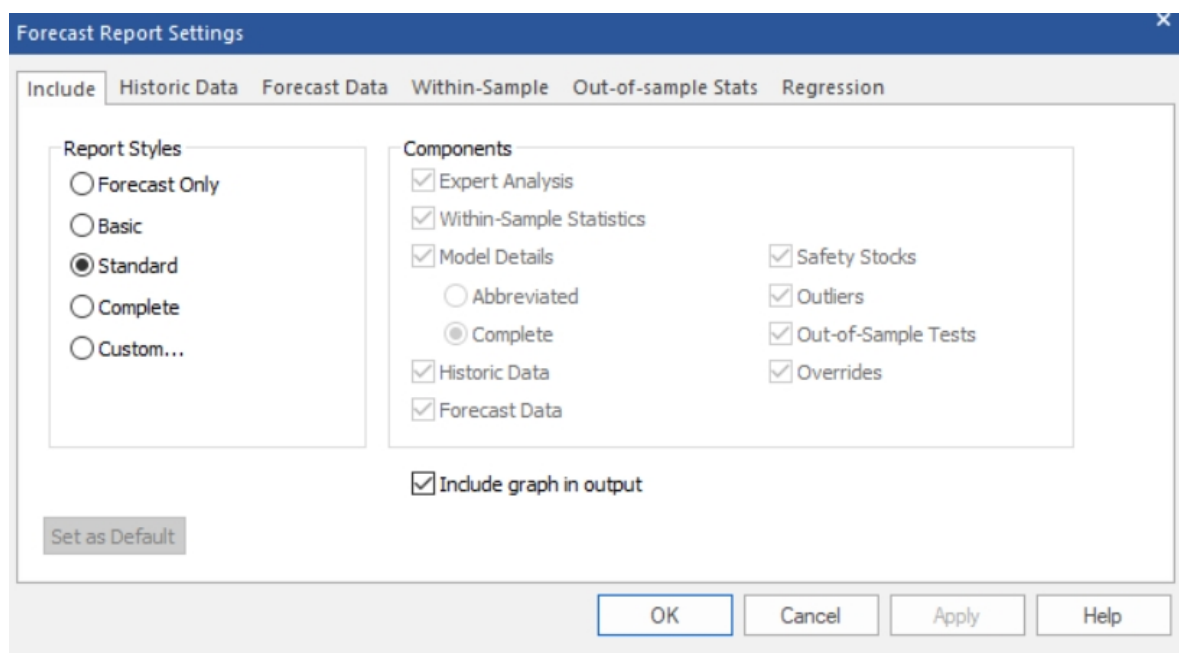 Forecast Report Settings
Include Historic Data Forecast Data Within-Sample Out-of-sample Stats Regression
Report Styles
Forecast Only
Basic
Standard
Complete
Custom...
Components
Expert Analysis
Within-Sample Statistics
Model Details
Abbreviated
Complete
Historic Data
Forecast Data
Safety Stocks
Outliers
Out-of-Sample Tests
Overrides
Include graph in output
Set as Default
OK Cancel Apply Help